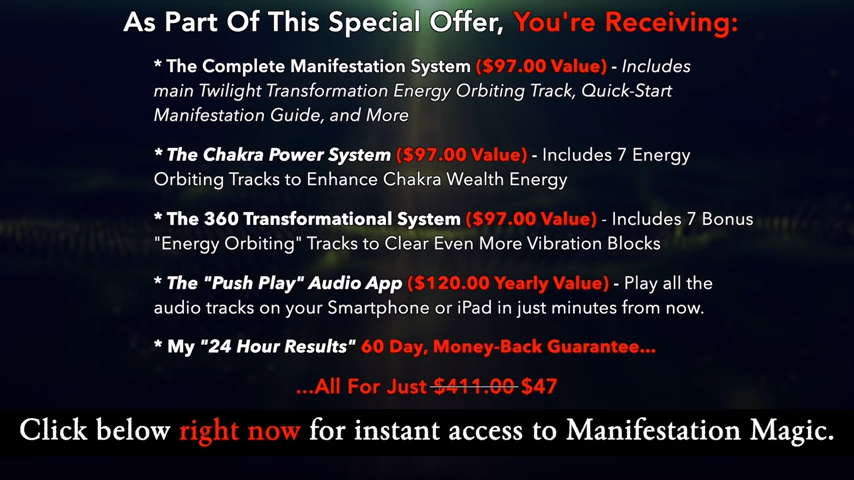 As Part Of This Special Offer, You're Receiving:
* The Complete Manifestation System ($97.00 Value) - Includes
main Twilight Transformation Energy Orbiting Track, Quick-Start
Manifestation Guide, and More
* The Chakra Power System ($97.00 Value) - Includes 7 Energy
Orbiting Tracks to Enhance Chakra Wealth Energy
* The 360 Transformational System ($97.00 Value) - Includes 7 Bonus
"Energy Orbiting" Tracks to Clear Even More Vibration Blocks
* The "Push Play" Audio App ($120.00 Yearly Value) - Play all the
audio tracks on your Smartphone or iPad in just minutes from now.
* My "24 Hour Results" 60 Day, Money-Back Guarantee...
...All For Just $411.00 $47
Click below right now for instant access to Manifestation Magic.